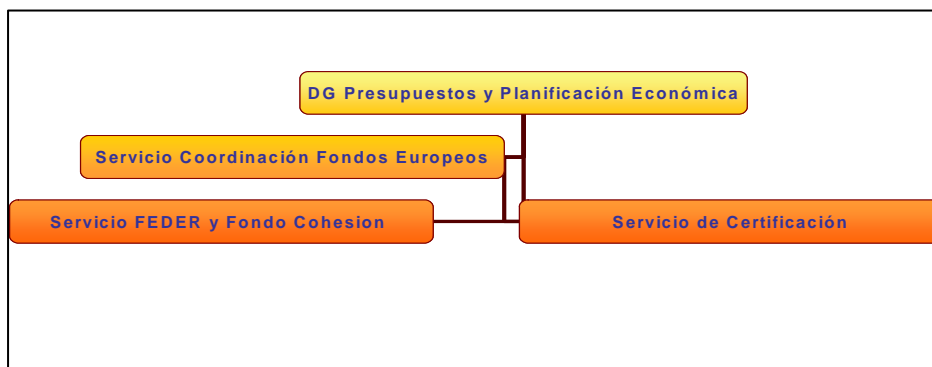 DG Presupuestos y Planificación Económica
Servicio Coordinación Fondos Europeos
Servicio FEDER y Fondo Cohesion
Servicio de Certificación